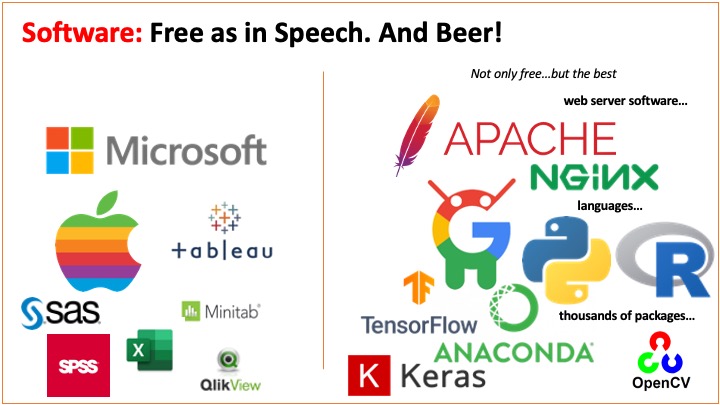 Software: Free as in Speech. And Beer!
Not only free...but the best
web server software...
Microsoft
APACHE
NGINX
languages...
+ableau
R
sas
Minitab
TensorFlow
thousands of packages...
SPSS
X
QlikView
ANACONDA
K Keras
OpenCV